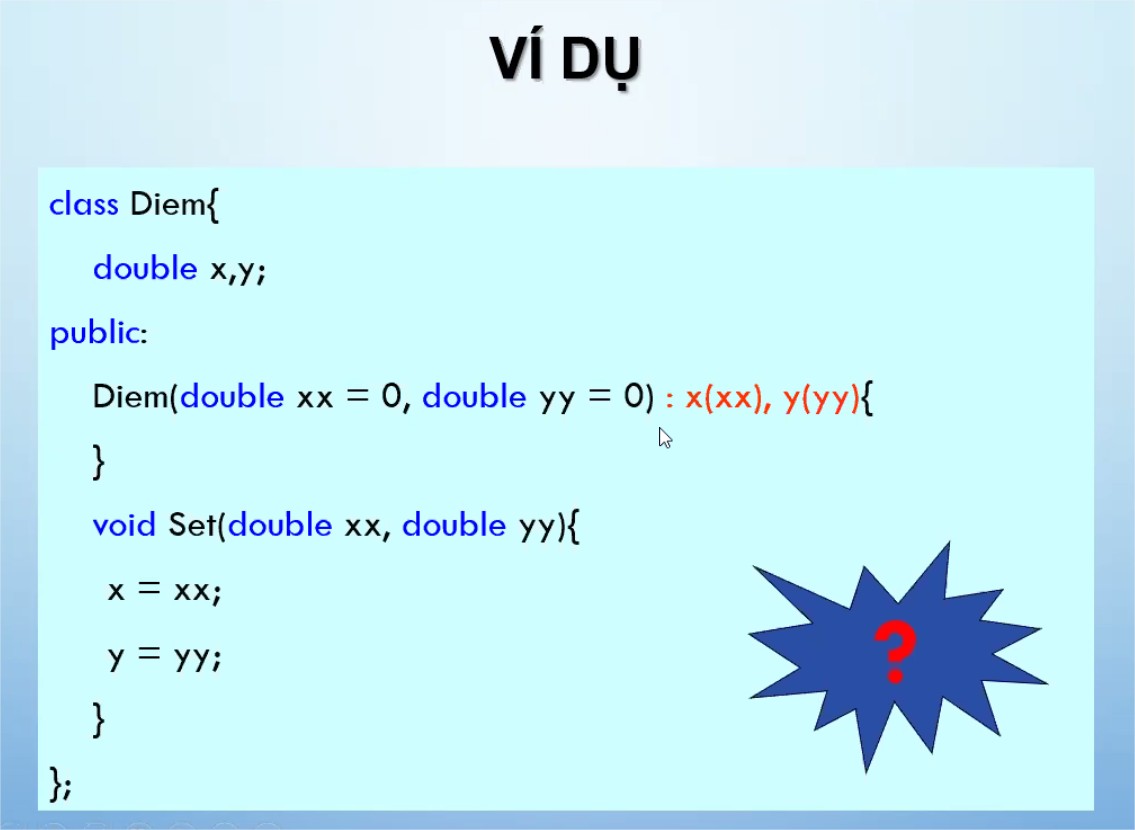 VÍ DỤ
class Diem{
double x,y;
public:
Diem(double xx = 0, double yy = 0) : x(xx), y(yy){
}
void Set(double xx, double yy){
x = xx;
y = yy;
}
};
?